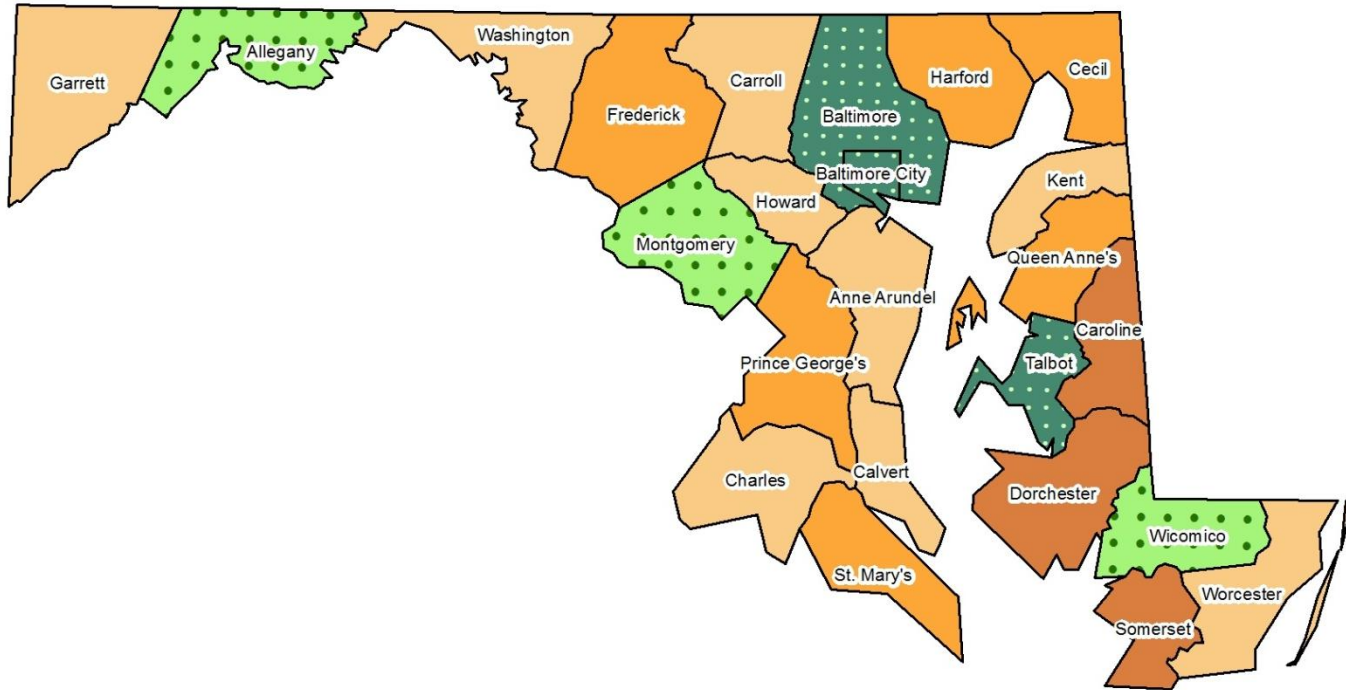 Washington
Allegany
Garrett
Carroll
Harford
Cecil
Frederick
Baltimore
Baltimore City
Kent
Howard
Montgomery
Queen Anne's
Anne Arundel
Caroline
Prince George's
Talbot
Charles
Calvert
Dorchester
Wicomico
St. Mary's
Worcester
Somerset